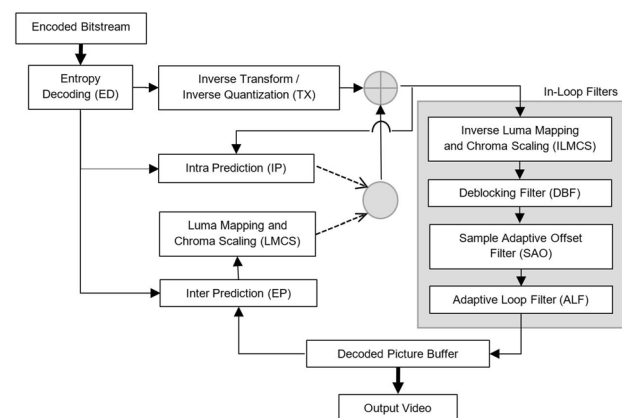 Encoded Bitstream
Entropy
Decoding (ED)
Inverse Transform /
Inverse Quantization (TX)
In-Loop Filters
Inverse Luma Mapping
and Chroma Scaling (ILMCS)
Intra Prediction (IP)
Deblocking Filter (DBF)
Luma Mapping and
Chroma Scaling (LMCS)
Sample Adaptive Offset
Filter (SAO)
Inter Prediction (EP)
Adaptive Loop Filter (ALF)
Decoded Picture Buffer
Output Video